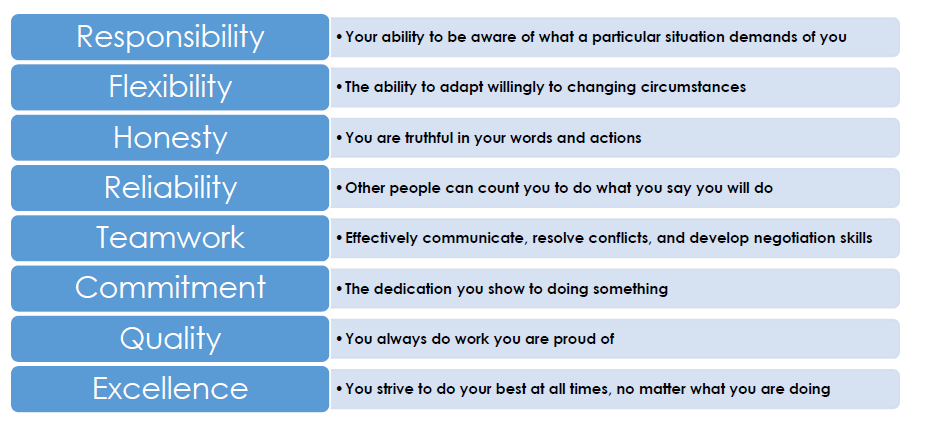 Responsibility
•Your ability to be aware of what a particular situation demands of you
Flexibility
•The ability to adapt willingly to changing circumstances
Honesty
•You are truthful in your words and actions
Reliability
•Other people can count you to do what you say you will do
Teamwork
•Effectively communicate, resolve conflicts, and develop negotiation skills
Commitment
•The dedication you show to doing something
Quality
•You always do work you are proud of
Excellence
•You strive to do your best at all times, no matter what you are doing